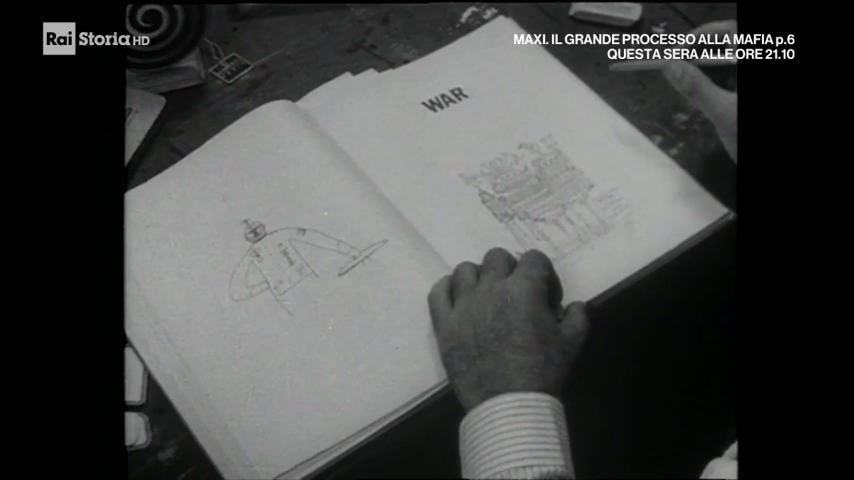 Rai Storia HD
MAXI. IL GRANDE PROCESSO ALLA MAFIA p.6
QUESTA SERA ALLE ORE 21.10
WAR